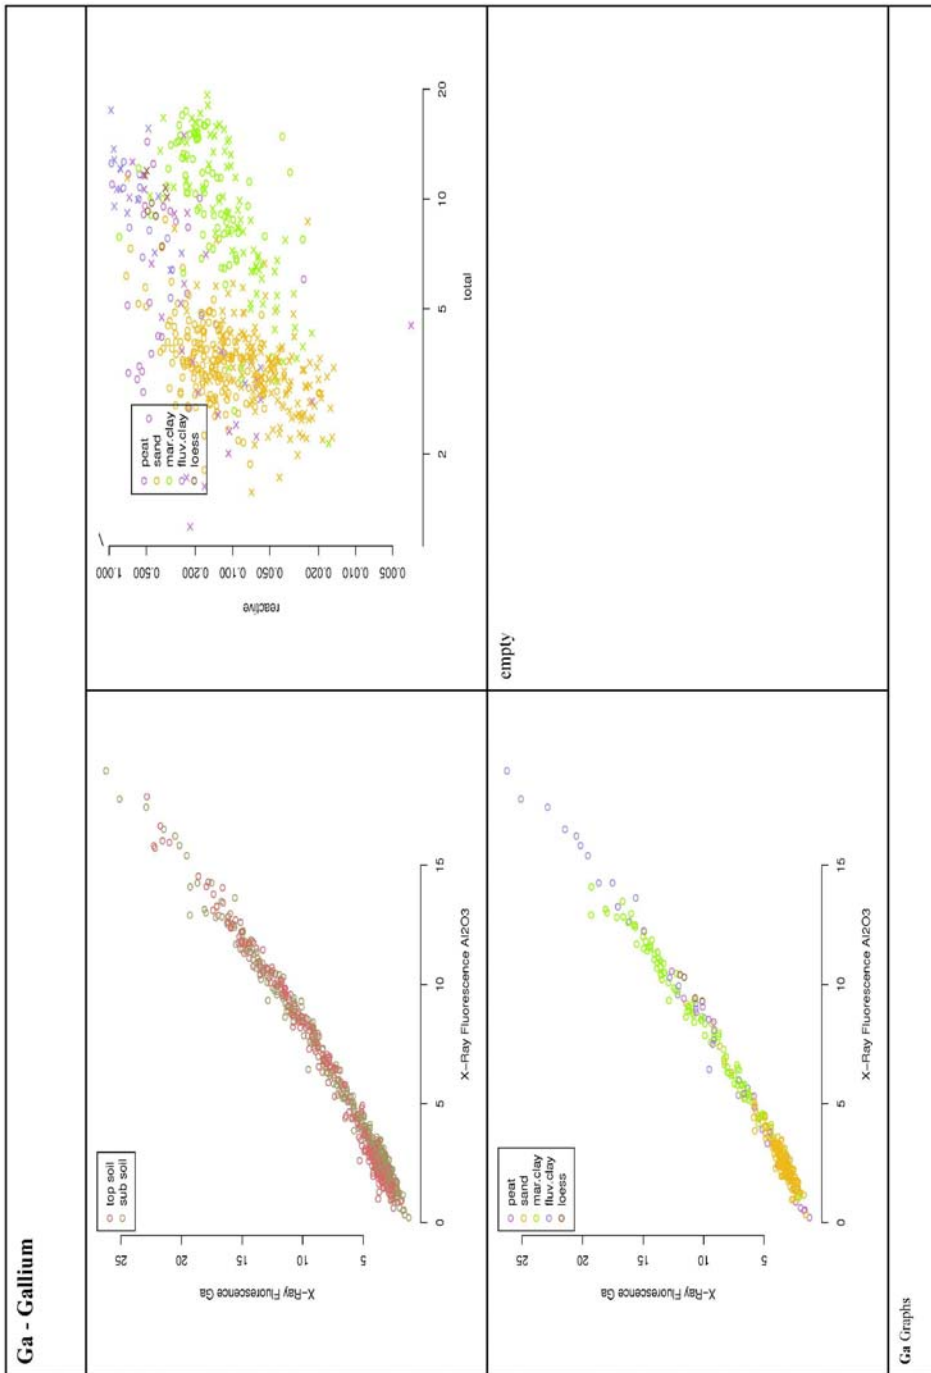 Ga - Gallium
top soil
sub soil
X-Ray Fluorescence Ga
5
10
15
20
25
0
5
10
15
X-Ray Fluorescence Al2O3
peat
sand
mar.clay
fluv.clay
loess
reactive
0.005
0.010
0.020
0.050
0.100
0.200
0.500
1.000
2
5
10
20
total
peat
sand
mar.clay
fluv.clay
loess
X-Ray Fluorescence Ga
5
10
15
20
25
0
5
10
15
X-Ray Fluorescence Al2O3
empty
Ga Graphs